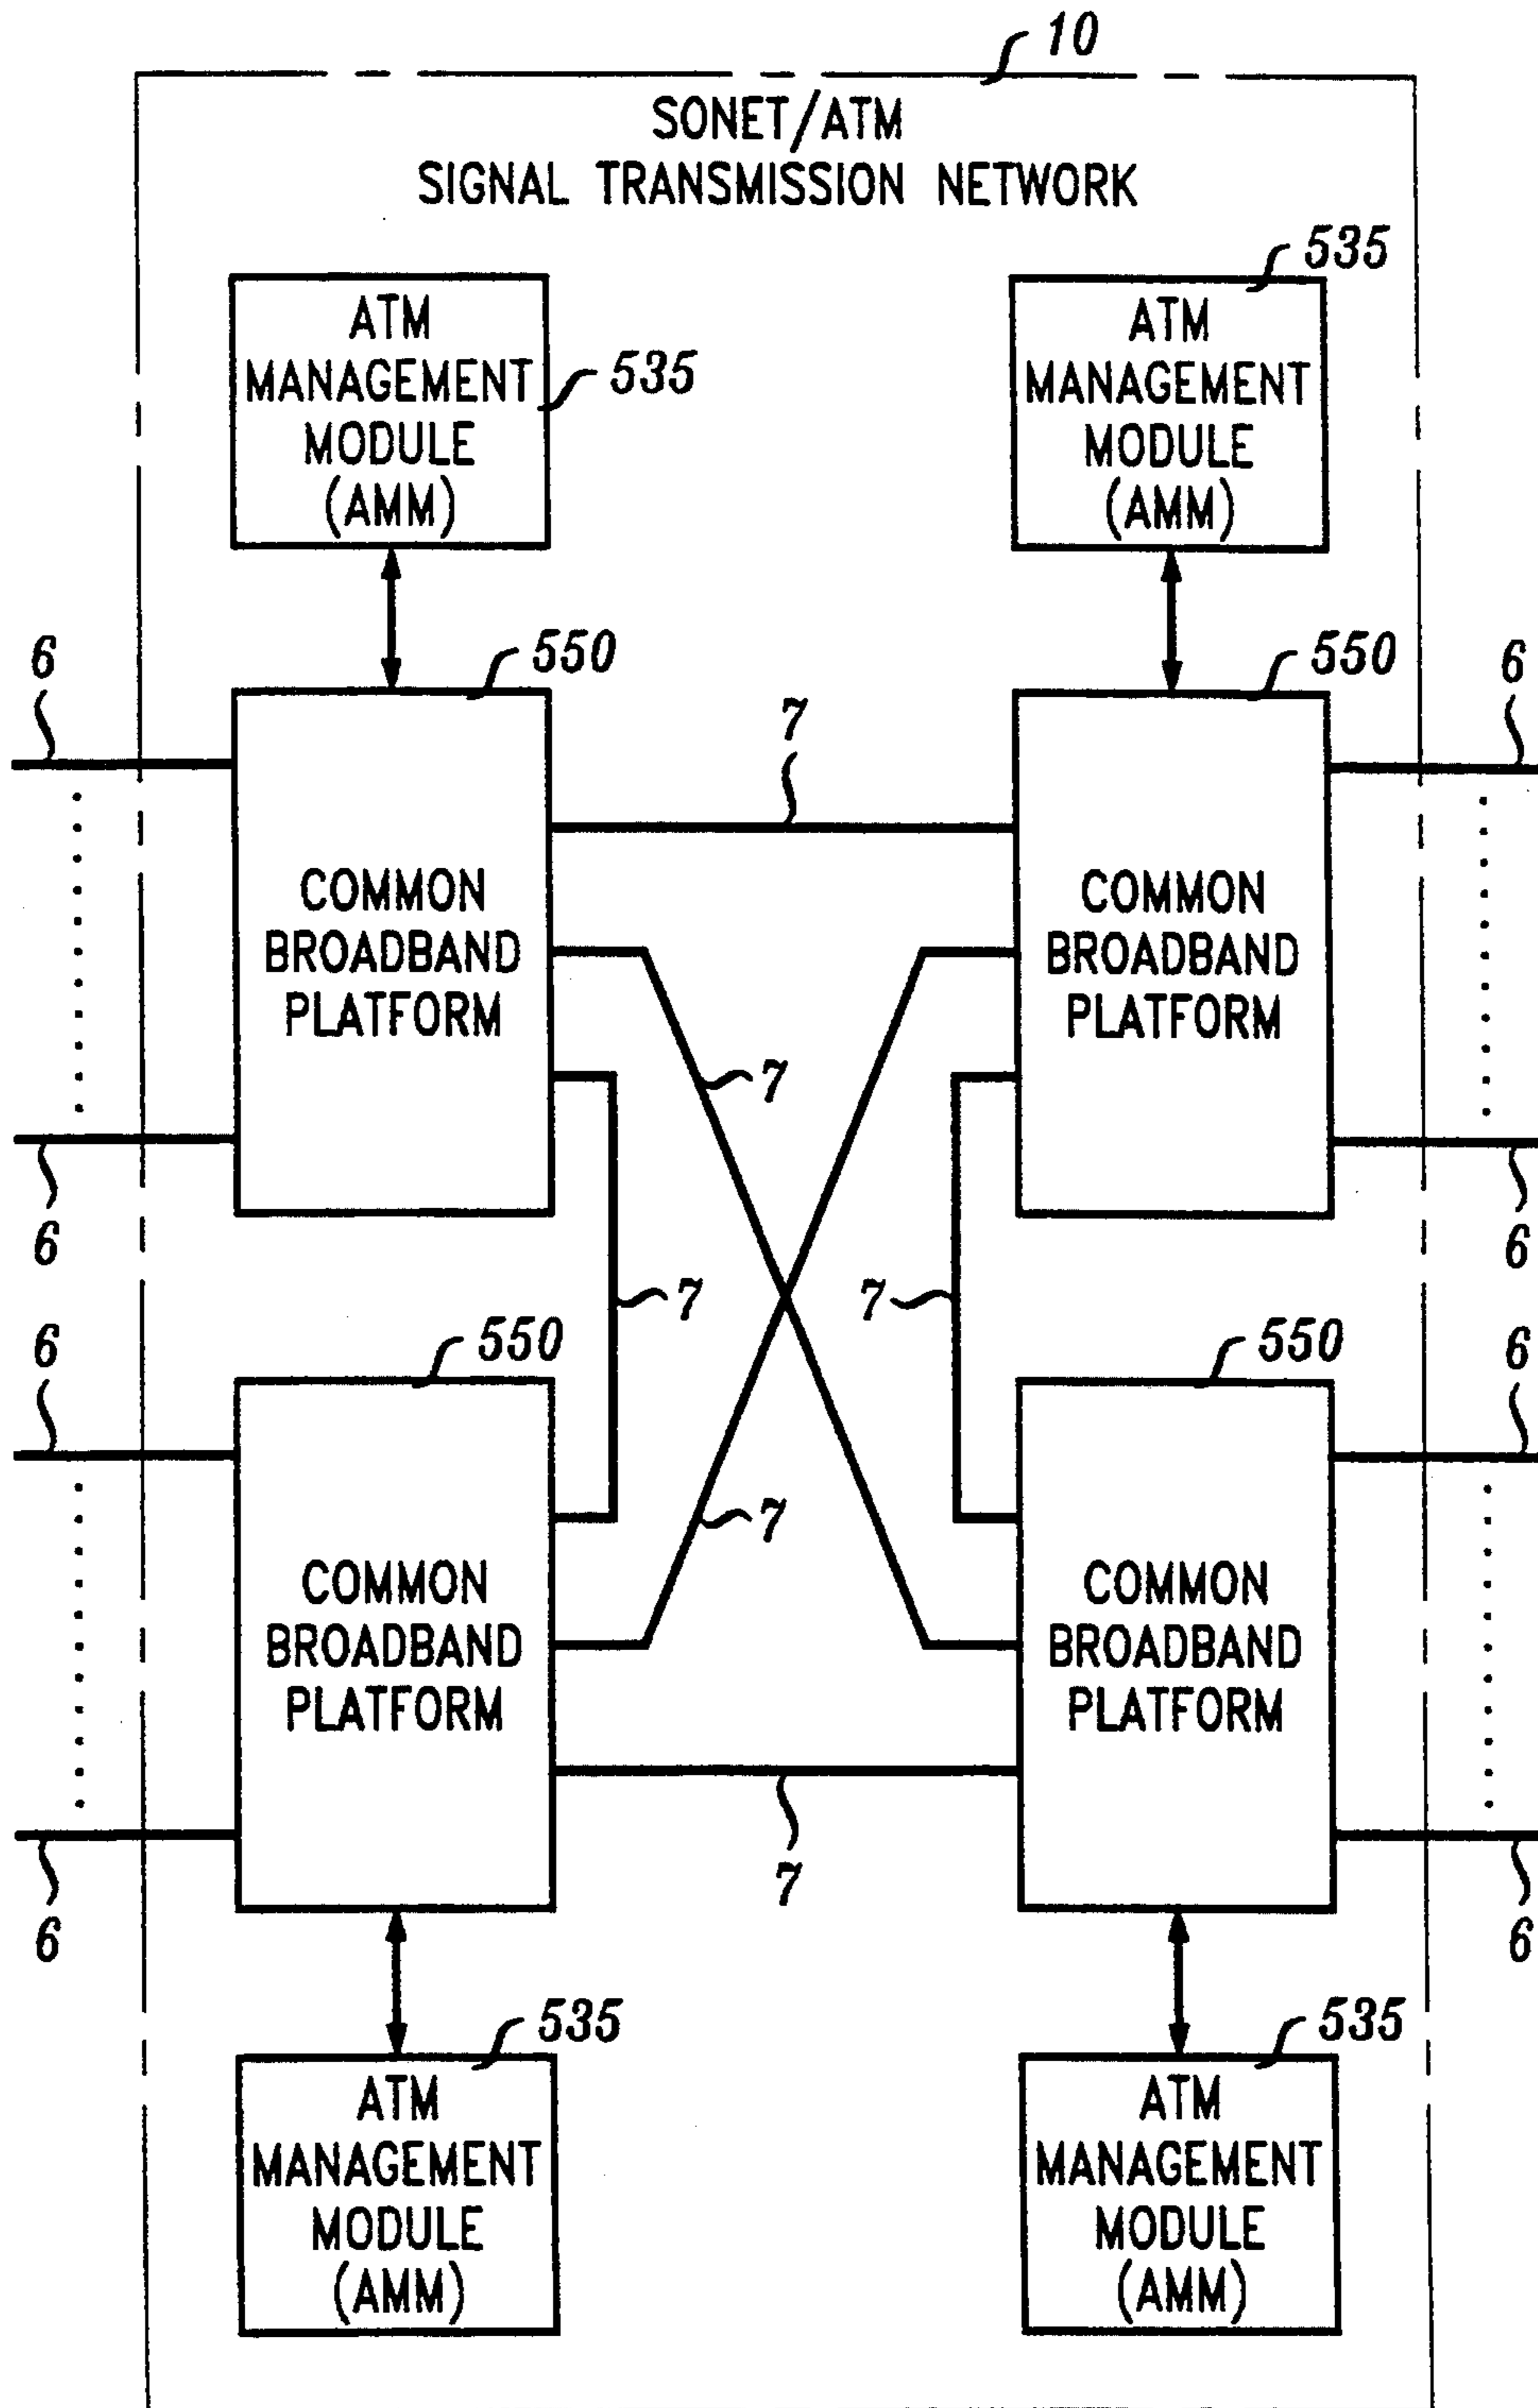 10
SONET/ATM
SIGNAL TRANSMISSION NETWORK
535
ATM
MANAGEMENT
MODULE
(AMM)
535
ATM
MANAGEMENT
MODULE
(AMM)
6
550
550
6
7
COMMON
BROADBAND
PLATFORM
COMMON
BROADBAND
PLATFORM
7
6
6
7
7
6
550
550
6
7
COMMON
BROADBAND
PLATFORM
COMMON
BROADBAND
PLATFORM
7
6
6
535
535
ATM
MANAGEMENT
MODULE
(AMM)
ATM
MANAGEMENT
MODULE
(AMM)